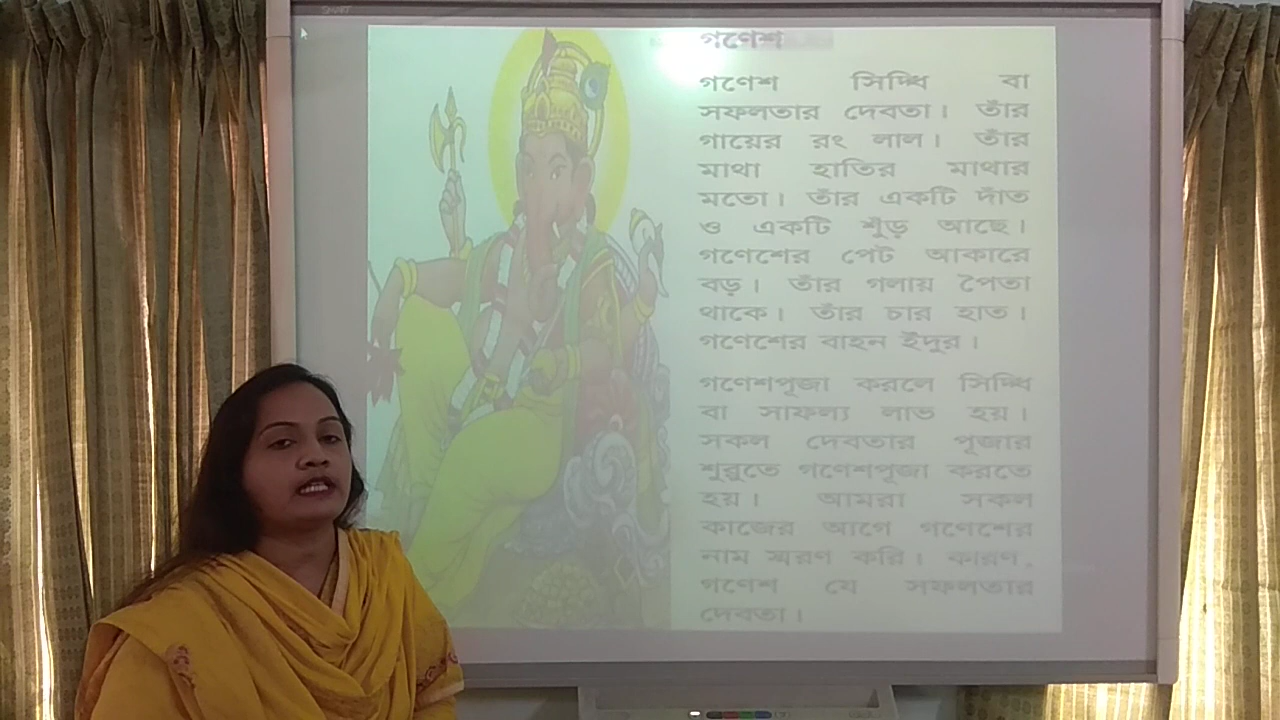 গণেশ
গণেশ সিদ্ধি বা
সফলতার দেবতা। তাঁর
গায়ের রং লাল। তাঁর
মাথা হাতির মাথার
মতো। তাঁর একটি দাঁত
ও একটি শুঁড় আছে।
গণেশের পেট আকারে
বড়। তাঁর গলায় পৈতা
থাকে। তাঁর চার হাত।
গণেশের বাহন ইঁদুর।
গণেশপূজা করলে সিদ্ধি
বা সাফল্য লাভ হয়।
সকল দেবতার পূজার
শুরুতে গণেশপূজা করতে
হয়। আমরা সকল
কাজের আগে গণেশের
নাম স্মরণ করি। কারণ,
গণেশ যে সফলতার
দেবতা।